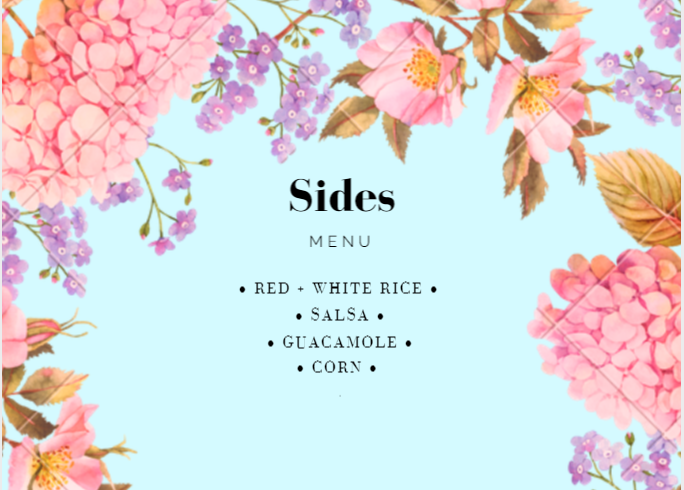 Sides
MENU
• RED + WHITE RICE •
• SALSA •
• GUACAMOLE •
• CORN •